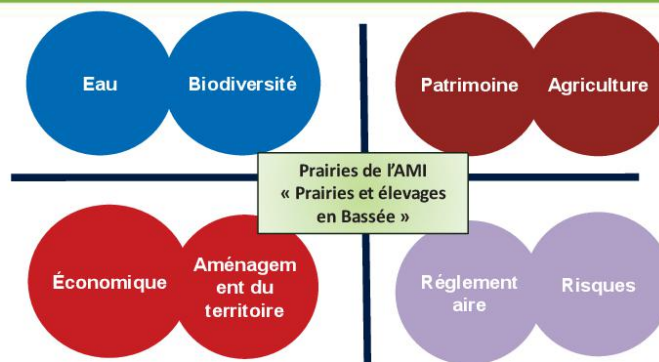 Eau
Biodiversité
Patrimoine
Agriculture
Prairies de l’AMI
« Prairies et élevages
en Bassée »
Économique
Aménagem
ent du
territoire
Réglement
aire
Risques